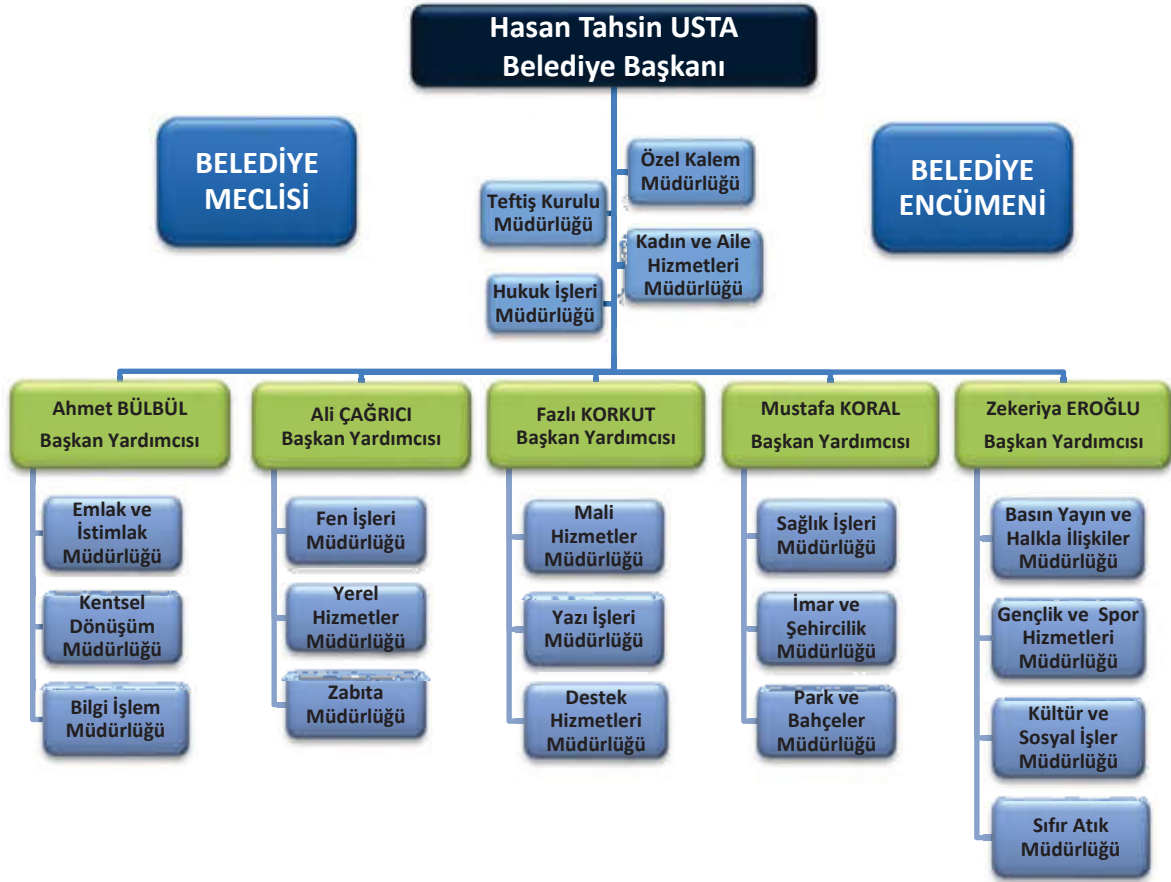 Hasan Tahsin USTA
Belediye Başkanı
BELEDİYE
MECLİSİ
BELEDİYE
ENCÜMENİ
Özel Kalem
Müdürlüğü
Teftiş Kurulu
Müdürlüğü
Kadın ve Aile
Hizmetleri
Müdürlüğü
Hukuk İşleri
Müdürlüğü
Ahmet BÜLBÜL
Başkan Yardımcısı
Emlak ve
İstimlak
Müdürlüğü
Kentsel
Dönüşüm
Müdürlüğü
Bilgi İşlem
Müdürlüğü
Ali ÇAĞRICI
Başkan Yardımcısı
Fen İşleri
Müdürlüğü
Yerel
Hizmetler
Müdürlüğü
Zabıta
Müdürlüğü
Fazlı KORKUT
Başkan Yardımcısı
Mali
Hizmetler
Müdürlüğü
Yazı İşleri
Müdürlüğü
Destek
Hizmetleri
Müdürlüğü
Mustafa KORAL
Başkan Yardımcısı
Sağlık İşleri
Müdürlüğü
İmar ve
Şehircilik
Müdürlüğü
Park ve
Bahçeler
Müdürlüğü
Zekeriya EROĞLU
Başkan Yardımcısı
Basın Yayın ve
Halkla İlişkiler
Müdürlüğü
Gençlik ve Spor
Hizmetleri
Müdürlüğü
Kültür ve
Sosyal İşler
Müdürlüğü
Sıfır Atık
Müdürlüğü